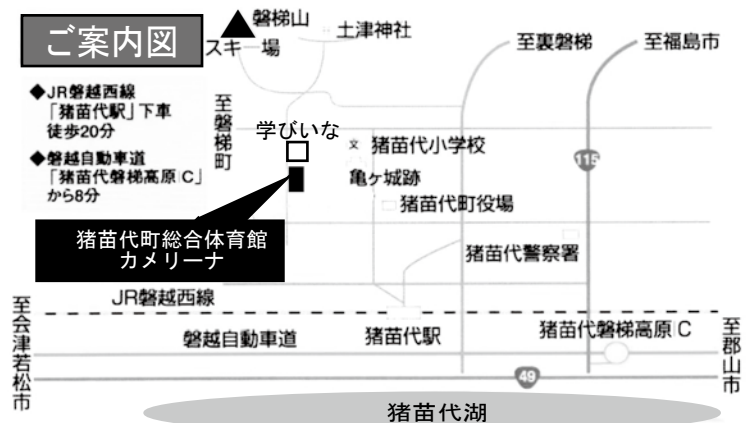 ご案内図
◆JR磐越西線
「猪苗代駅」下車
徒歩20分
◆磐越自動車道
「猪苗代磐梯高原IC」
から8分
磐梯山
スキー場
土津神社
至裏磐梯
至福島市
至磐梯町
学びいな
文
猪苗代小学校
115
亀ヶ城跡
猪苗代町役場
猪苗代町総合体育館
カメリーナ
猪苗代警察署
至会津若松市
JR磐越西線
磐越自動車道
猪苗代駅
猪苗代磐梯高原IC
至郡山市
49
猪苗代湖